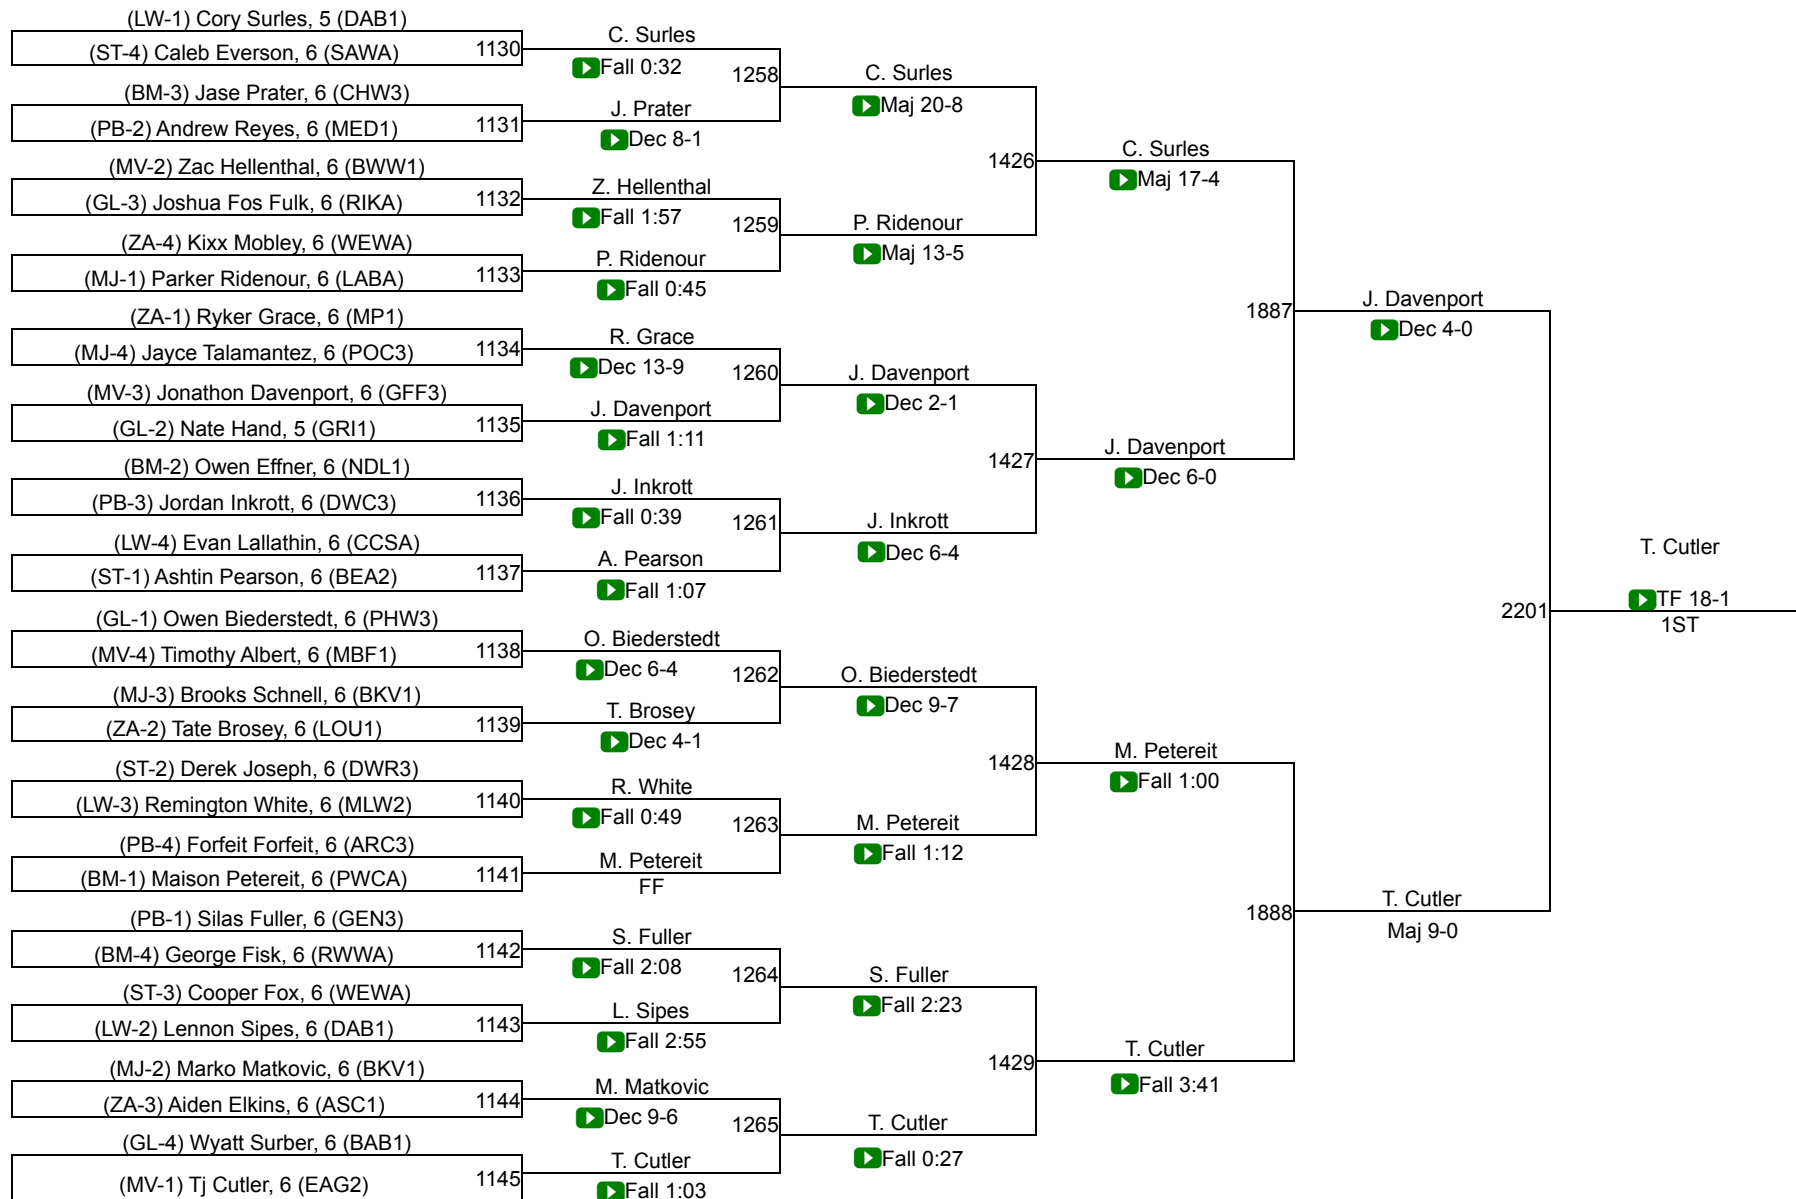 (LW-1) Cory Surles, 5 (DAB1)
(ST-4) Caleb Everson, 6 (SAWA)
1130
(BM-3) Jase Prater, 6 (CHW3)
(PB-2) Andrew Reyes, 6 (MED1)
1131
(MV-2) Zac Hellenthal, 6 (BWW1)
(GL-3) Joshua Fos Fulk, 6 (RIKA)
1132
(ZA-4) Kixx Mobley, 6 (WEWA)
(MJ-1) Parker Ridenour, 6 (LABA)
1133
(ZA-1) Ryker Grace, 6 (MP1)
(MJ-4) Jayce Talamantez, 6 (POC3)
1134
(MV-3) Jonathon Davenport, 6 (GFF3)
(GL-2) Nate Hand, 5 (GRI1)
1135
(BM-2) Owen Effner, 6 (NDL1)
(PB-3) Jordan Inkrott, 6 (DWC3)
1136
(LW-4) Evan Lallathin, 6 (CCSA)
(ST-1) Ashtin Pearson, 6 (BEA2)
1137
(GL-1) Owen Biederstedt, 6 (PHW3)
(MV-4) Timothy Albert, 6 (MBF1)
1138
(MJ-3) Brooks Schnell, 6 (BKV1)
(ZA-2) Tate Brosey, 6 (LOU1)
1139
(ST-2) Derek Joseph, 6 (DWR3)
(LW-3) Remington White, 6 (MLW2)
1140
(PB-4) Forfeit Forfeit, 6 (ARC3)
(BM-1) Maison Petereit, 6 (PWCA)
1141
(PB-1) Silas Fuller, 6 (GEN3)
(BM-4) George Fisk, 6 (RWWA)
1142
(ST-3) Cooper Fox, 6 (WEWA)
(LW-2) Lennon Sipes, 6 (DAB1)
1143
(MJ-2) Marko Matkovic, 6 (BKV1)
(ZA-3) Aiden Elkins, 6 (ASC1)
1144
(GL-4) Wyatt Surber, 6 (BAB1)
(MV-1) Tj Cutler, 6 (EAG2)
1145
C. Surles
Fall 0:32
1258
J. Prater
Dec 8-1
Z. Hellenthal
Fall 1:57
1259
P. Ridenour
Fall 0:45
R. Grace
Dec 13-9
1260
J. Davenport
Fall 1:11
J. Inkrott
Fall 0:39
1261
A. Pearson
Fall 1:07
O. Biederstedt
Dec 6-4
1262
T. Brosey
Dec 4-1
R. White
Fall 0:49
1263
M. Petereit
FF
S. Fuller
Fall 2:08
1264
L. Sipes
Fall 2:55
M. Matkovic
Dec 9-6
1265
T. Cutler
Fall 1:03
C. Surles
Maj 20-8
1426
P. Ridenour
Maj 13-5
J. Davenport
Dec 2-1
1427
J. Inkrott
Dec 6-4
O. Biederstedt
Dec 9-7
1428
M. Petereit
Fall 1:12
S. Fuller
Fall 2:23
1429
T. Cutler
Fall 0:27
C. Surles
Maj 17-4
1887
J. Davenport
Dec 6-0
M. Petereit
Fall 1:00
1888
T. Cutler
Fall 3:41
J. Davenport
Dec 4-0
2201
T. Cutler
Maj 9-0
T. Cutler
TF 18-1
1ST